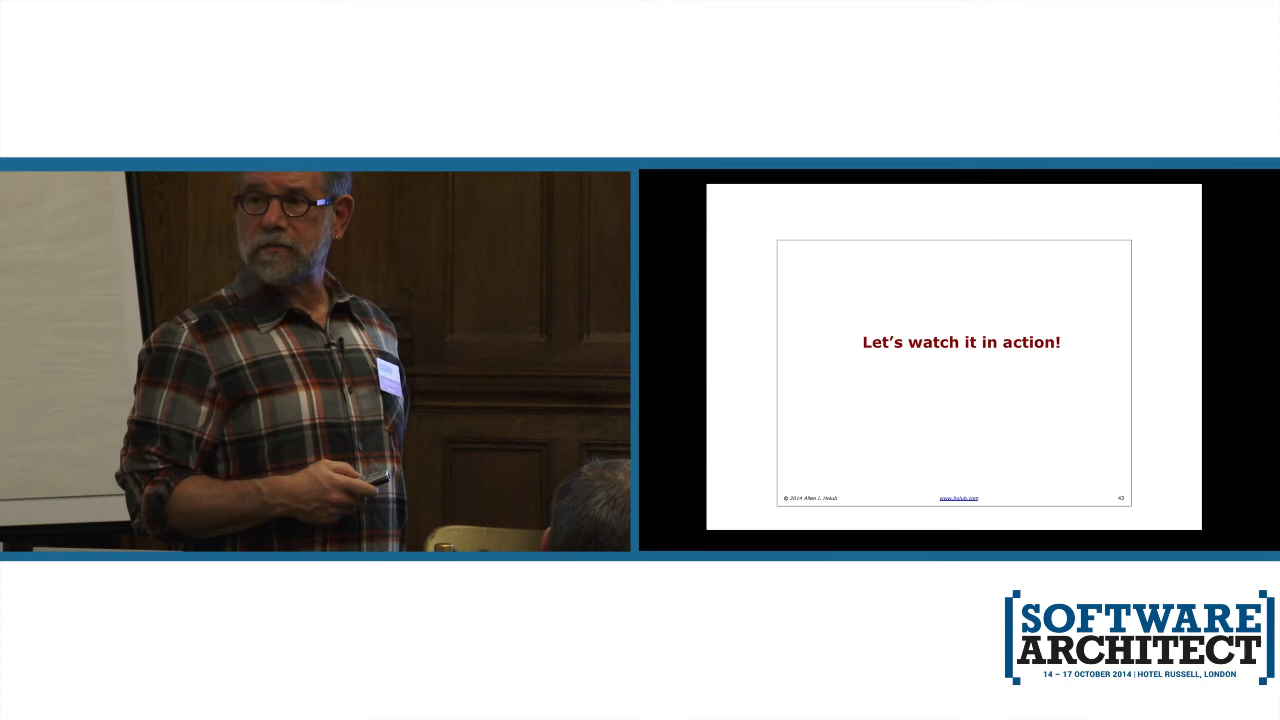 Let’s watch it in action!
© 2014 Allen I. Holub
www.holub.com
43
SOFTWARE
ARCHITECT
14 – 17 OCTOBER 2014 | HOTEL RUSSELL, LONDON